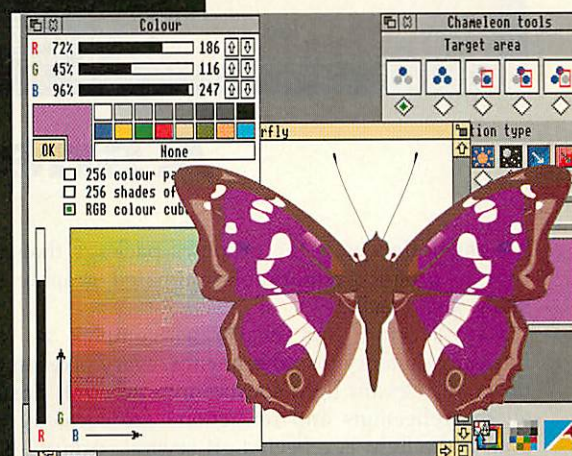 Colour
R 72% 186
G 45% 116
B 96% 247
OK None
256 colour pa
256 shades of
RGB colour cub
G
R B
rfly
Chameleon tools
Target area
tion type